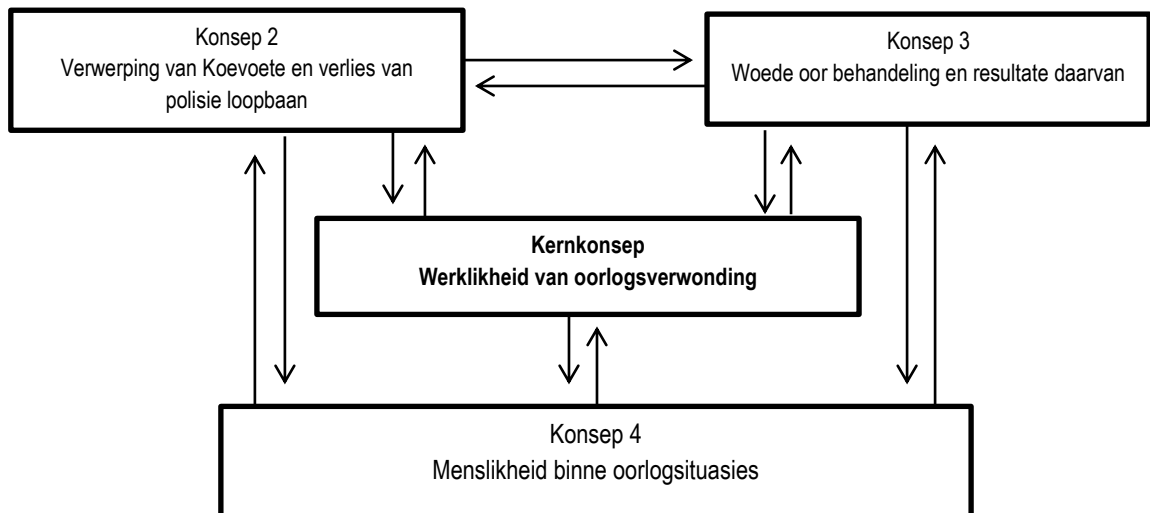 Konsep 2
Verwerping van Koevoete en verlies van
polisie loopbaan
Konsep 3
Woede oor behandeling en resultate daarvan
Kernkonsep
Werklikheid van oorlogsverwonding
Konsep 4
Menslikheid binne oorlogsituasies